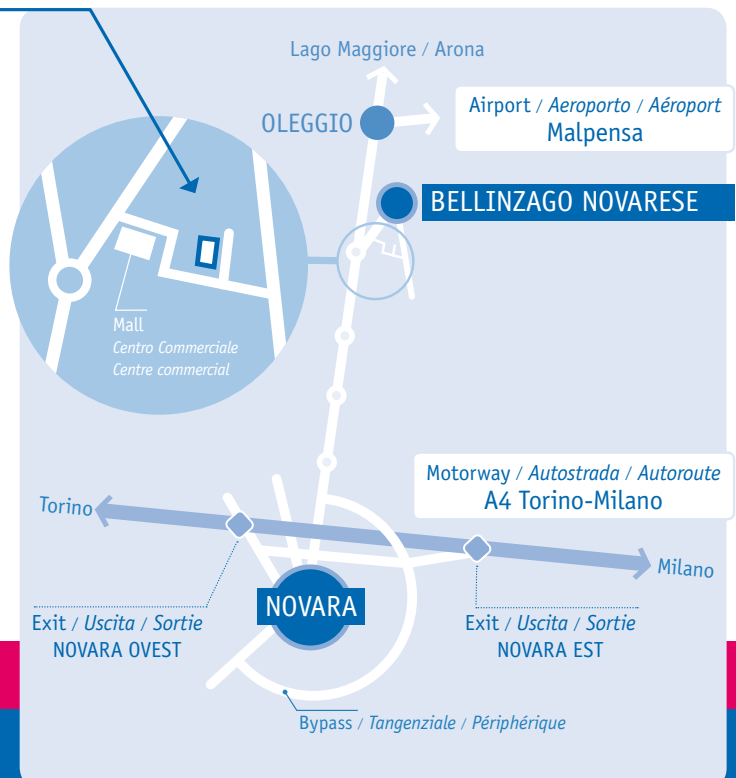 Lago Maggiore / Arona
OLEGGIO
Airport / Aeroporto / Aéroport
Malpensa
BELLINZAGO NOVARESE
Mall
Centro Commerciale
Centre commercial
Motorway / Autostrada / Autoroute
A4 Torino-Milano
Torino
Milano
NOVARA
Exit / Uscita / Sortie
NOVARA OVEST
Exit / Uscita / Sortie
NOVARA EST
Bypass / Tangenziale / Périphérique